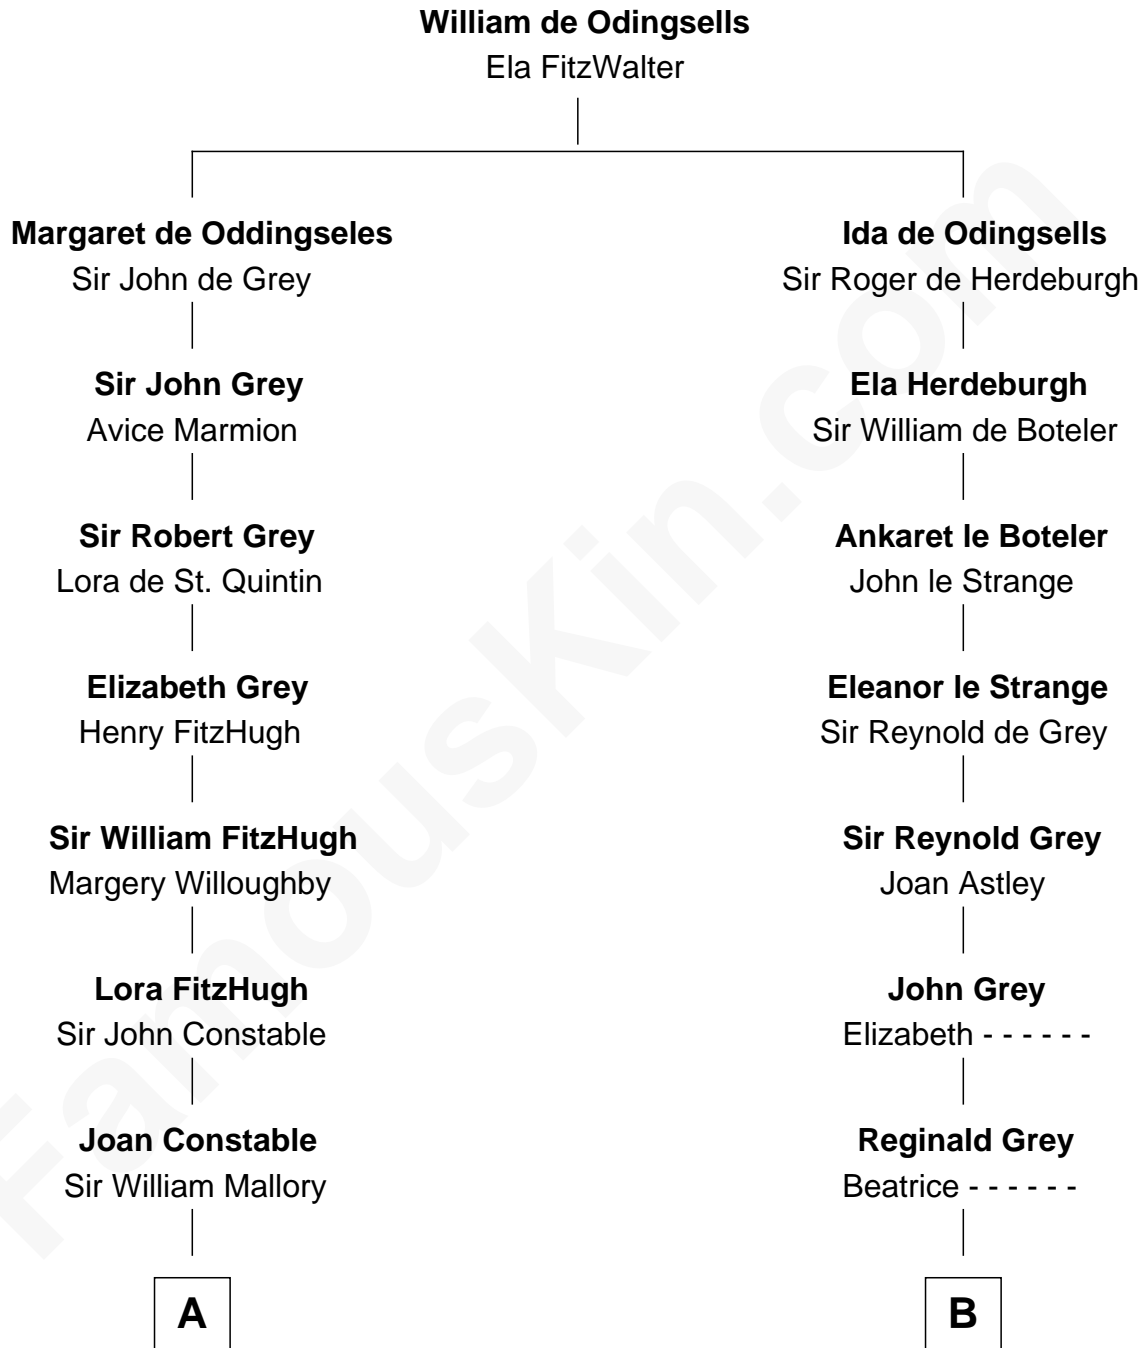 William de Odingsells
Ela FitzWalter
Margaret de Oddingseles
Sir John de Grey
Ida de Odingsells
Sir Roger de Herdeburgh
Sir John Grey
Avice Marmion
Ela Herdeburgh
Sir William de Boteler
Sir Robert Grey
Lora de St. Quintin
Ankaret le Boteler
John le Strange
Elizabeth Grey
Henry FitzHugh
Eleanor le Strange
Sir Reynold de Grey
Sir William FitzHugh
Margery Willoughby
Sir Reynold Grey
Joan Astley
Lora FitzHugh
Sir John Constable
John Grey
Elizabeth - - - - - -
Joan Constable
Sir William Mallory
Reginald Grey
Beatrice - - - - - -
A
B
FamousKin.com